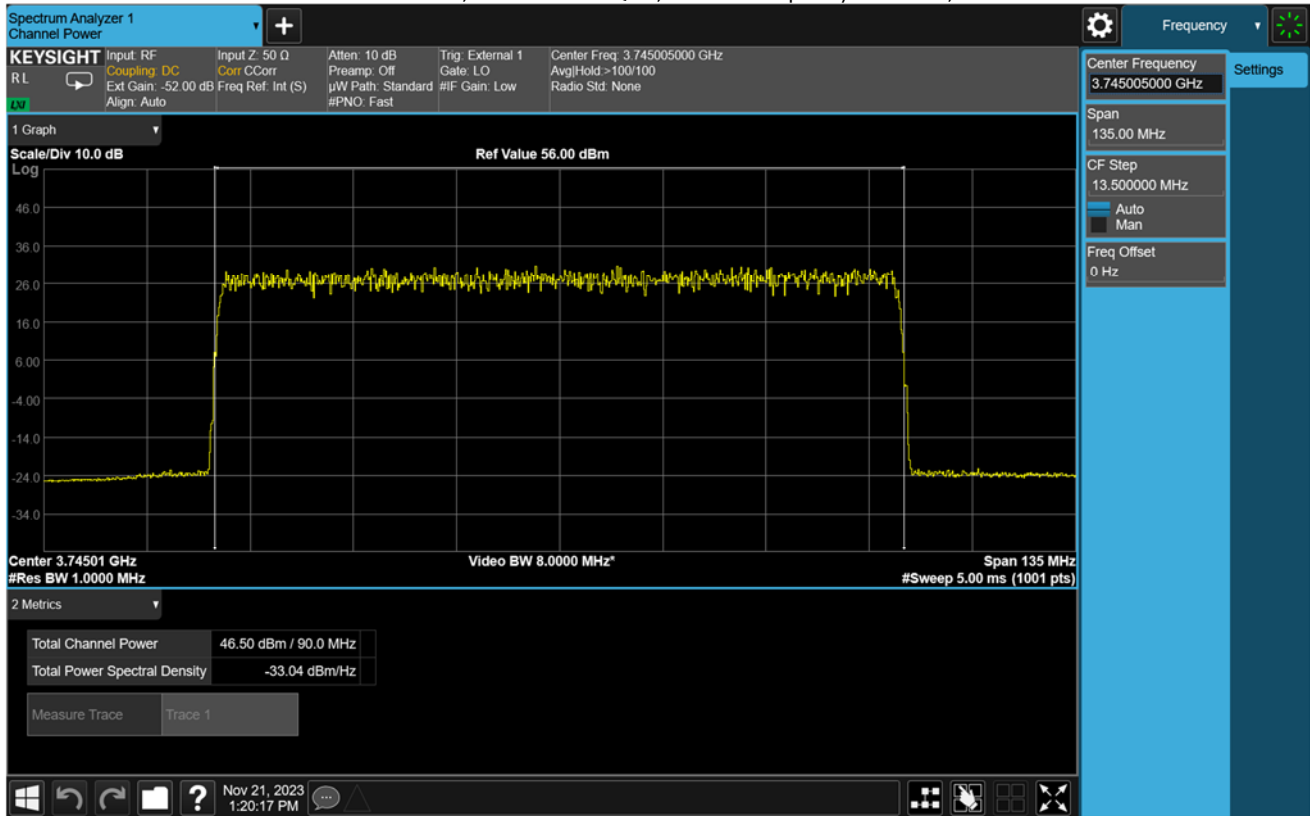 Spectrum Analyzer 1
Channel Power
+
Frequency
KEYSIGHT
RL
LXI
Input: RF
Coupling: DC
Ext Gain: -52.00 dB
Align: Auto
Input Z: 50 Ω
Corr CCorr
Freq Ref: Int (S)
Atten: 10 dB
Preamp: Off
µW Path: Standard
#PNO: Fast
Trig: External 1
Gate: LO
#IF Gain: Low
Center Freq: 3.745005000 GHz
Avg|Hold:>100/100
Radio Std: None
Center Frequency
3.745005000 GHz
Settings
Span
135.00 MHz
CF Step
13.500000 MHz
Auto
Man
Freq Offset
0 Hz
1 Graph
Scale/Div 10.0 dB
Ref Value 56.00 dBm
Log
46.0
36.0
26.0
16.0
6.00
-4.00
-14.0
-24.0
-34.0
Center 3.74501 GHz
Video BW 8.0000 MHz*
Span 135 MHz
#Res BW 1.0000 MHz
#Sweep 5.00 ms (1001 pts)
2 Metrics
Total Channel Power 46.50 dBm / 90.0 MHz
Total Power Spectral Density -33.04 dBm/Hz
Measure Trace Trace 1
?
Nov 21, 2023
1:20:17 PM